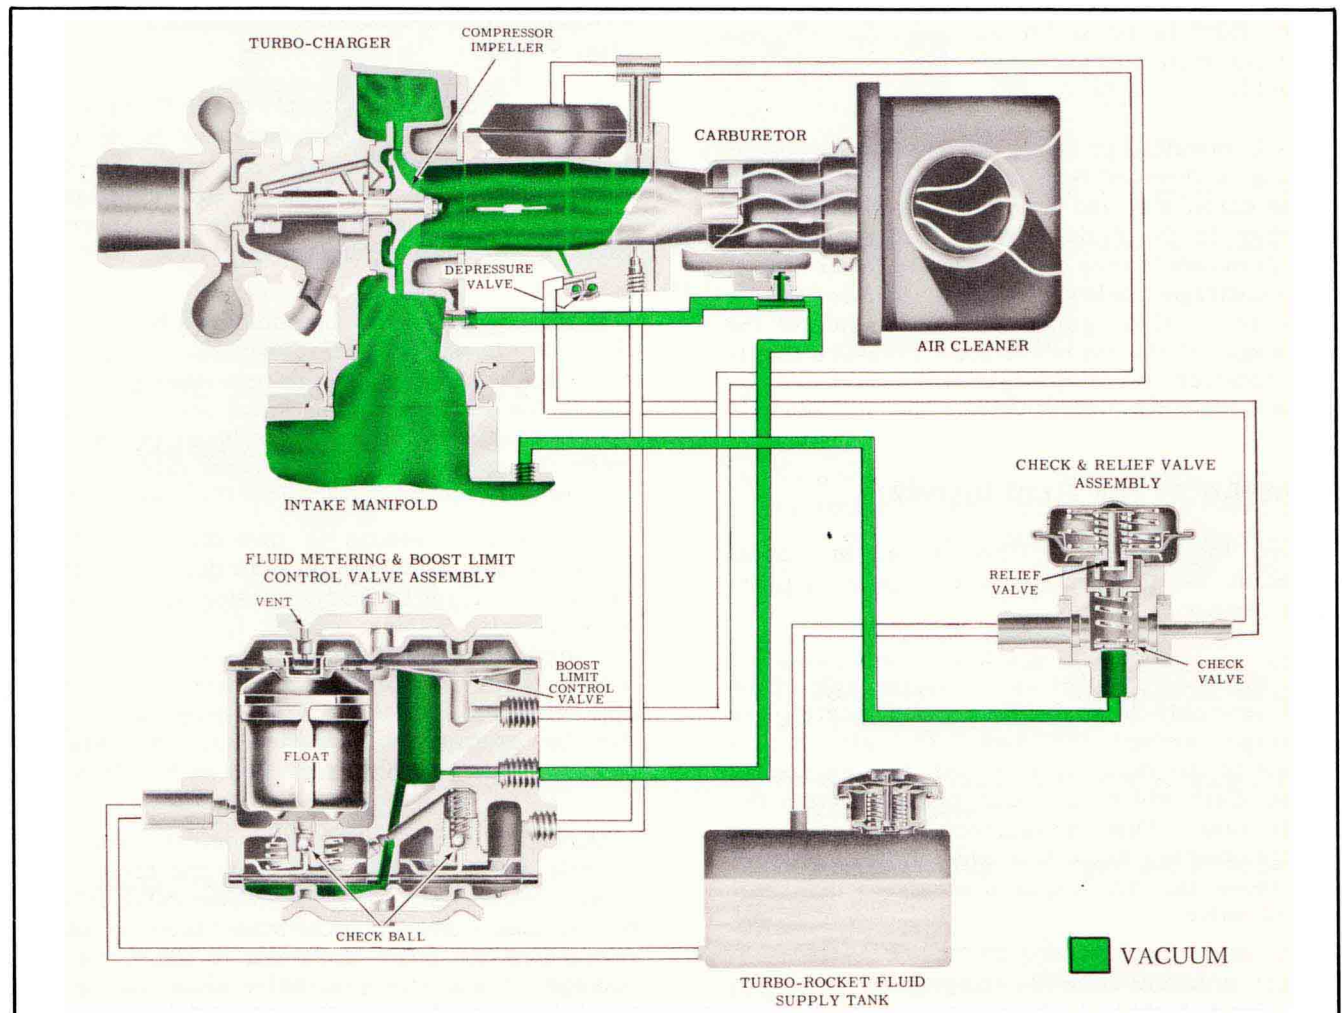 TURBO-CHARGER
COMPRESSOR
IMPELLER
CARBURETOR
DEPRESSURE
VALVE
AIR CLEANER
INTAKE MANIFOLD
CHECK & RELIEF VALVE
ASSEMBLY
RELIEF
VALVE
CHECK
VALVE
FLUID METERING & BOOST LIMIT
CONTROL VALVE ASSEMBLY
VENT
BOOST
LIMIT
CONTROL
VALVE
FLOAT
CHECK BALL
TURBO-ROCKET FLUID
SUPPLY TANK
VACUUM